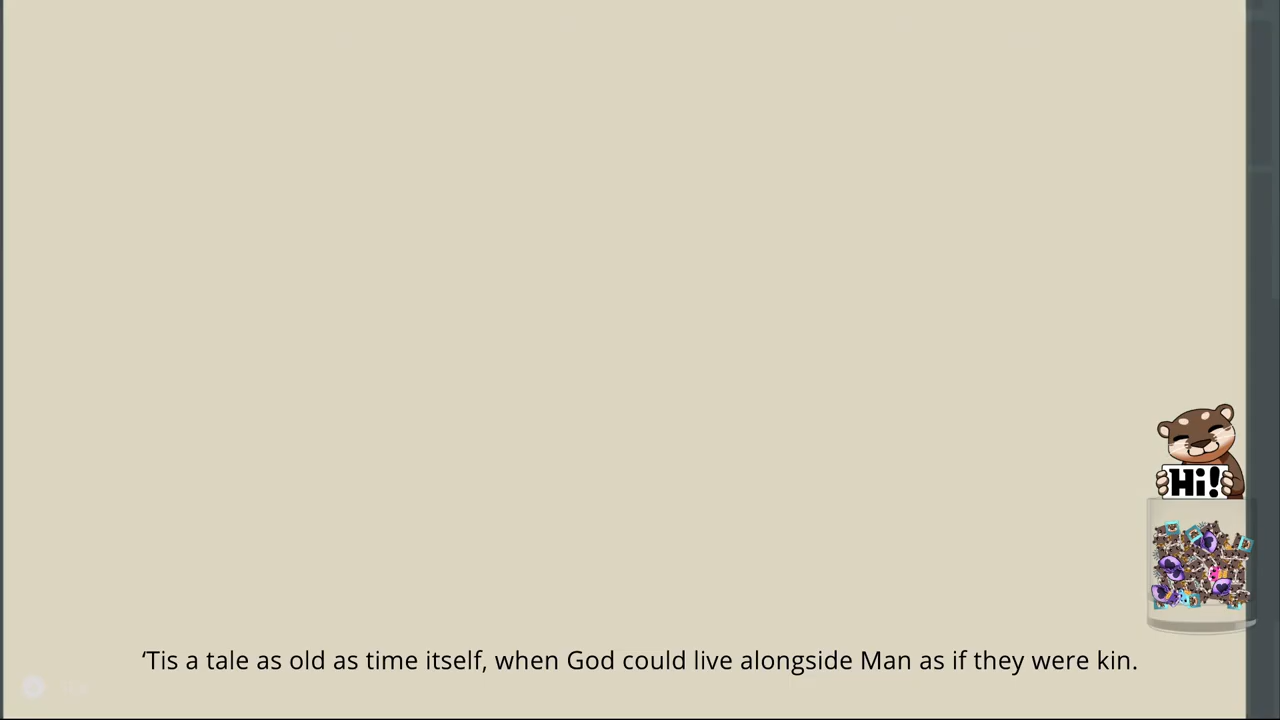 Hi!
‘Tis a tale as old as time itself, when God could live alongside Man as if they were kin.